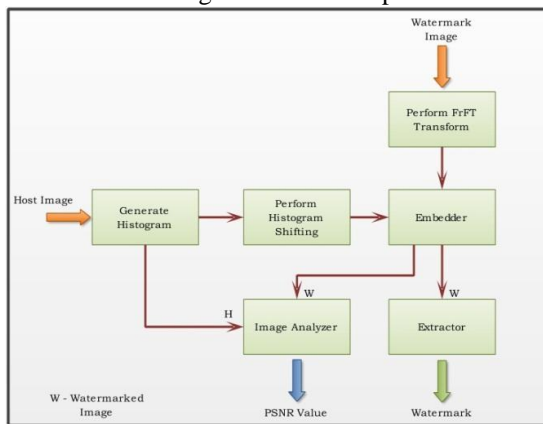 Watermark
Image
Perform FrFT
Transform
Host Image
Generate
Histogram
Perform
Histogram
Shifting
Embedder
H
W
W
Image Analyzer
Extractor
W - Watermarked
Image
PSNR Value
Watermark